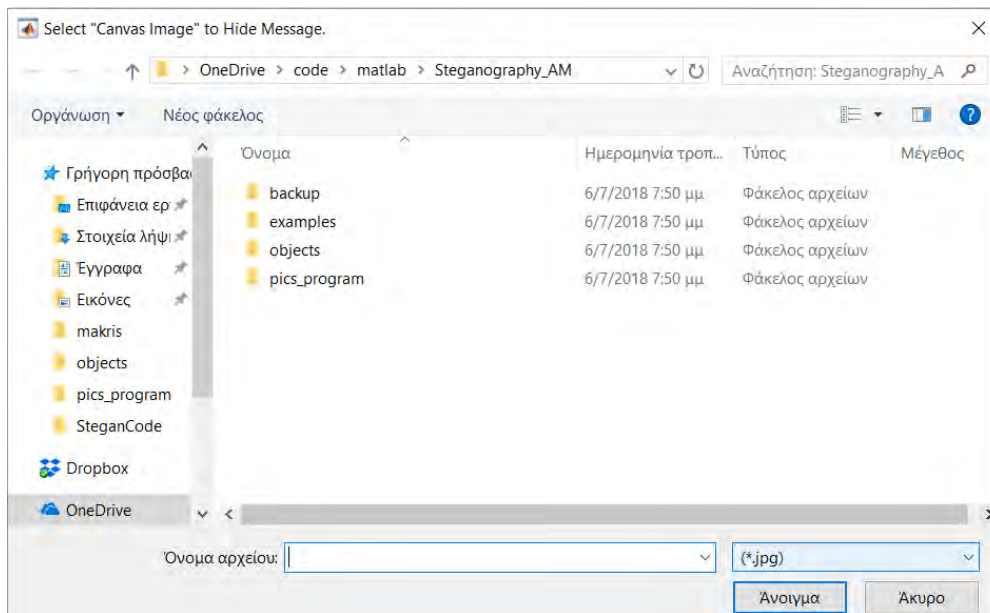 Select "Canvas Image" to Hide Message.
> OneDrive > code > matlab > Steganography_AM
Αναζήτηση: Steganography_A
Οργάνωση
Νέος φάκελος
Όνομα
Ημερομηνία τροπ...
Τύπος
Μέγεθος
backup 6/7/2018 7:50 μμ Φάκελος αρχείων
examples 6/7/2018 7:50 μμ Φάκελος αρχείων
objects 6/7/2018 7:50 μμ Φάκελος αρχείων
pics_program 6/7/2018 7:50 μμ Φάκελος αρχείων
Γρήγορη πρόσβα
Επιφάνεια ερ
Στοιχεία λήψ
Έγγραφα
Εικόνες
makris
objects
pics_program
SteganCode
Dropbox
OneDrive
Όνομα αρχείου:
(*.jpg)
Άνοιγμα
Άκυρο